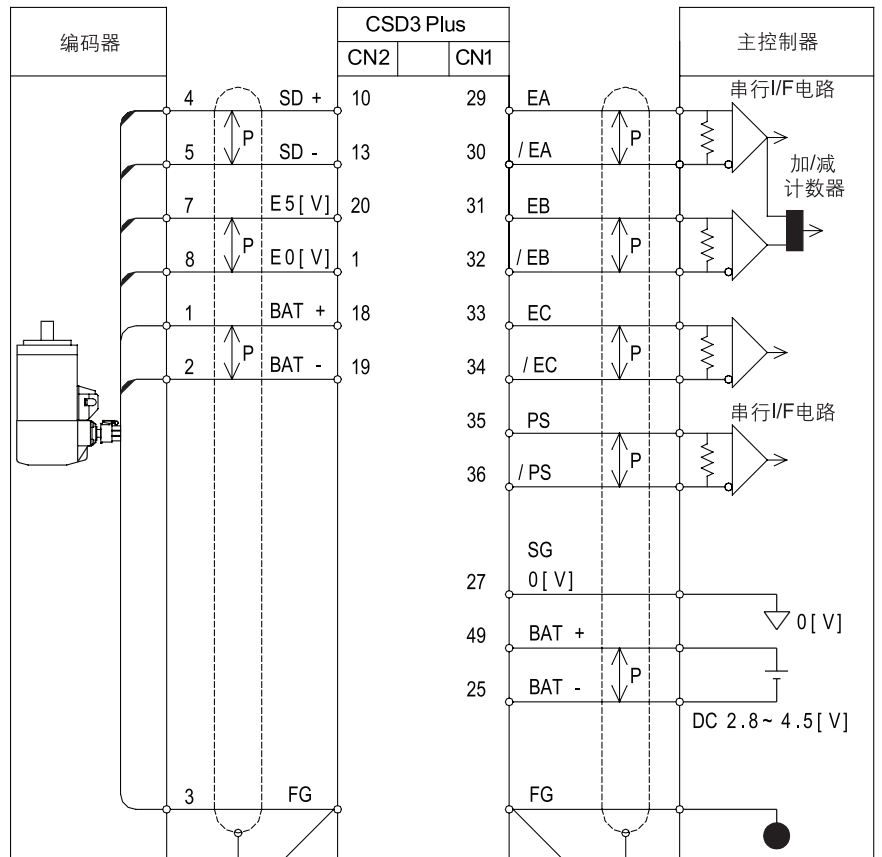 编码器
CSD3 Plus
CN2 CN1
主控制器
串行I/F电路
4 SD + 10 29 EA
P P
5 SD - 13 30 / EA
加/减
计数器
7 E5[ V] 20 31 EB
P P
8 E0[ V] 1 32 / EB
1 BAT + 18 33 EC
P P
2 BAT - 19 34 / EC
串行I/F电路
35 PS
P
36 / PS
SG
27 0[ V]
0[ V]
49 BAT +
P
25 BAT -
DC 2.8~ 4.5[ V]
3 FG FG